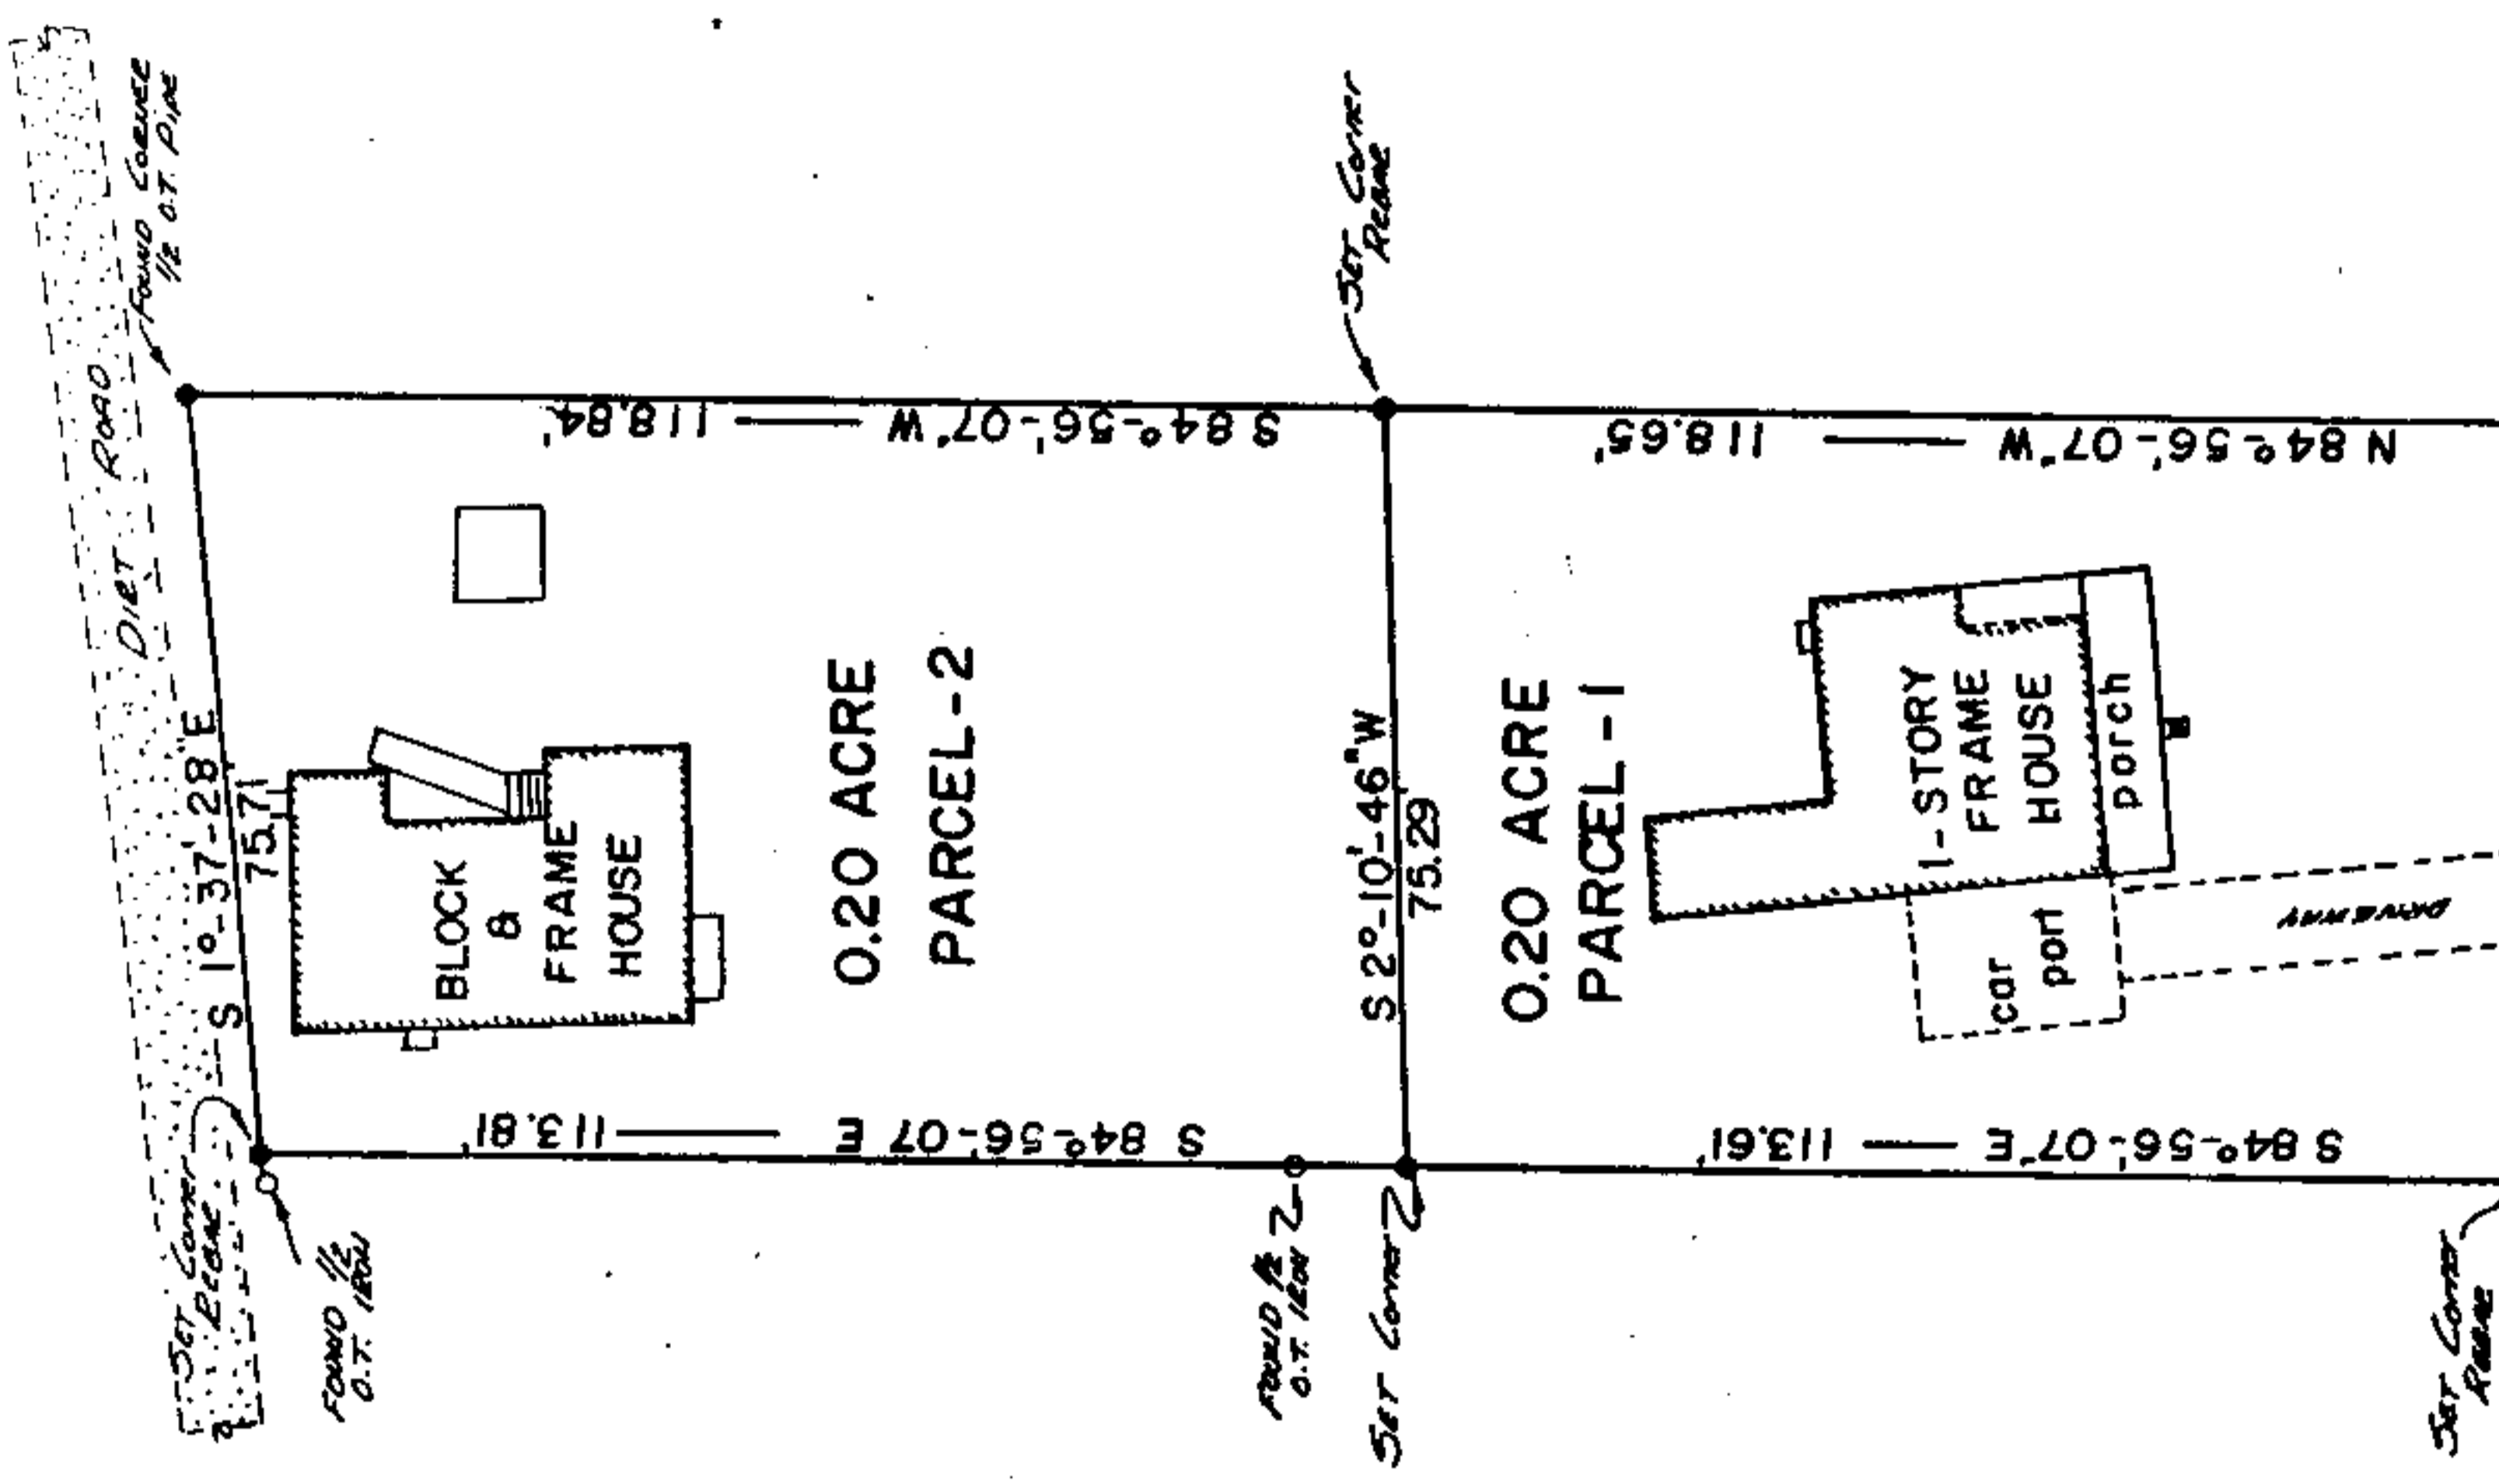 FOUND CORNER
1/2 O.T. PIPE
DIRT ROAD
S 1°-37'-28" E
75.71
SET Corner
REBAR
FOUND 1/2
O.T. IRON
S 84°-56'-07" W — 118.84'
BLOCK
&
FRAME
HOUSE
0.20 ACRE
PARCEL-2
S 84°-56'-07" E — 113.81'
FOUND 1/2
O.T. IRON
SET Corner
SET Corner
REBAR
S 2°-10'-46" W
75.29
N 84°-56'-07" W — 118.65'
0.20 ACRE
PARCEL-1
1-STORY
FRAME
HOUSE
porch
car
port
DRIVEWAY
S 84°-56'-07" E — 113.61'
SET Corner
REBAR